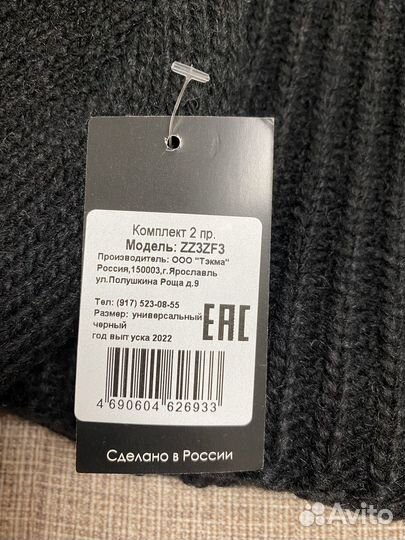 Комплект 2 пр.
Модель: ZZ3ZF3
Производитель: ООО "Тэкма"
Россия,150003,г.Ярославль
ул.Полушкина Роща д.9
Тел: (917) 523-08-55
Размер: универсальный
черный
год выпуска 2022
EAC
4 690604 626933
Сделано в России
Avito